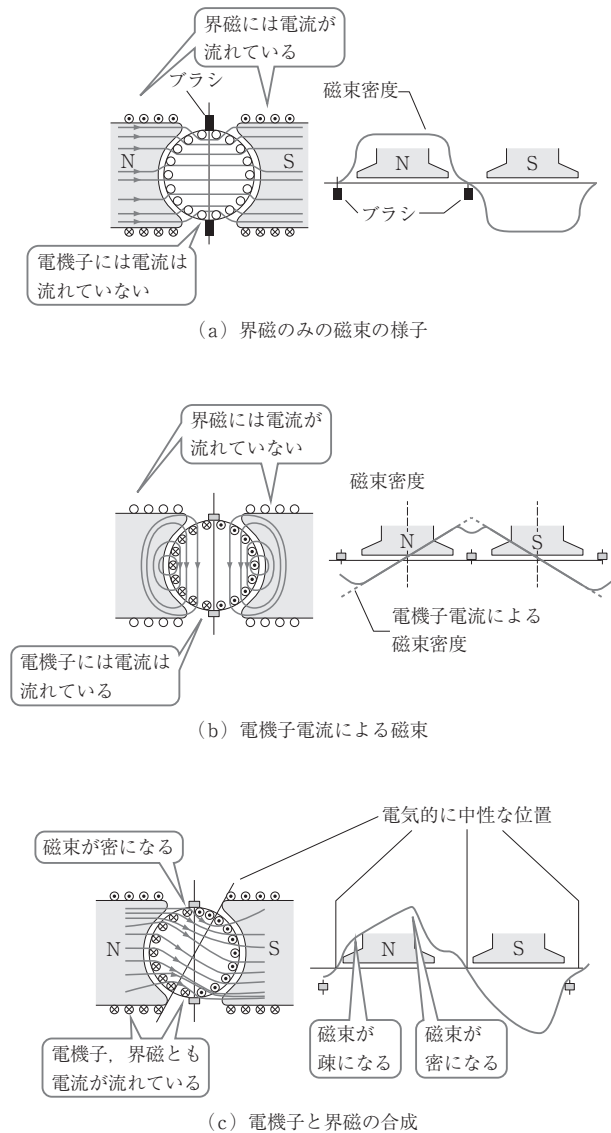 界磁には電流が
流れている
ブラシ
N
S
電機子には電流は
流れていない
磁束密度
N
S
ブラシ
(a) 界磁のみの磁束の様子
界磁には電流が
流れていない
電機子には電流は
流れている
磁束密度
N
S
電機子電流による
磁束密度
(b) 電機子電流による磁束
電気的に中性な位置
磁束が密になる
N
S
電機子,界磁とも
電流が流れている
N
S
磁束が
疎になる
磁束が
密になる
(c) 電機子と界磁の合成